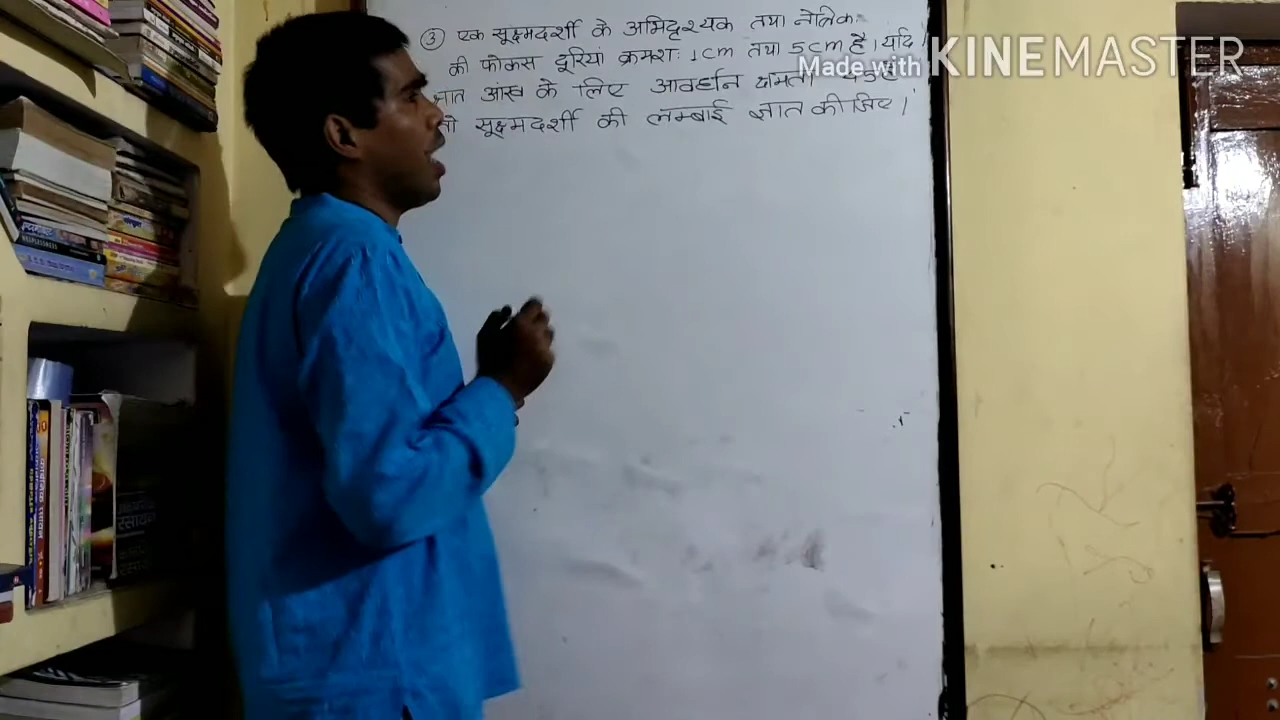 ③ एक सूक्ष्मदर्शी के अभिदृश्यक तथा नेत्रिका
की फोकस दूरियां क्रमशः 1cm तथा 5cm है। यदि
आंख के लिए आवर्धन क्षमता
तो सूक्ष्मदर्शी की लम्बाई ज्ञात कीजिए।
Made with KINEMASTER